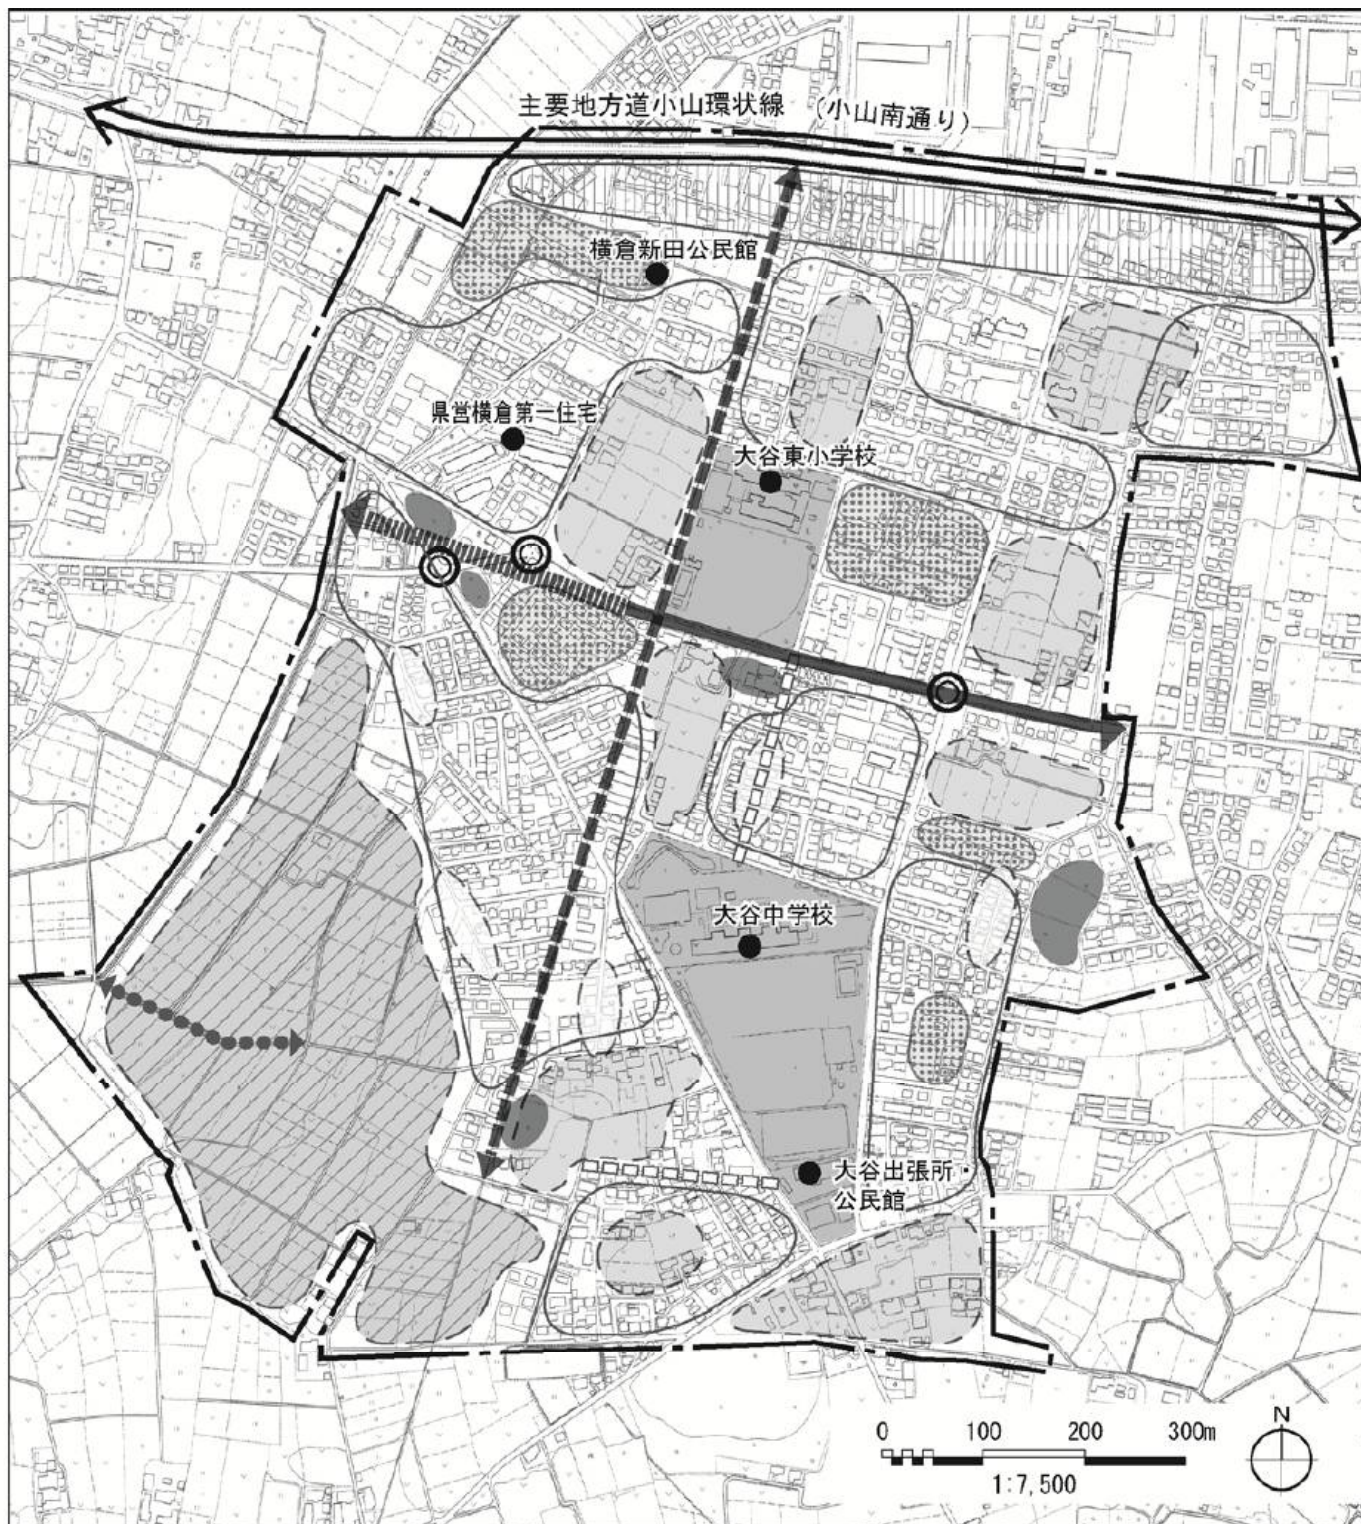 主要地方道小山環状線 (小山南通り)
横倉新田公民館
県営横倉第一住宅
大谷東小学校
大谷中学校
大谷出張所・
公民館
N
0 100 200 300m
1:7,500